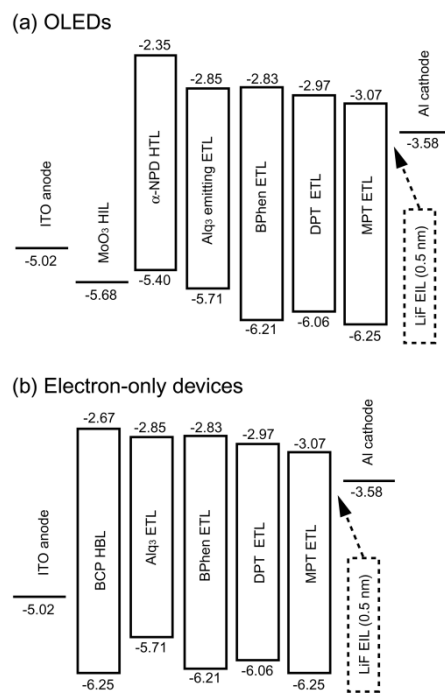 (a) OLEDs
-2.35
-2.85
-2.83
-2.97
-3.07
Al cathode
-3.58
ITO anode
-5.02
MoO₃ HIL
-5.68
α-NPD HTL
-5.40
Alq₃ emitting ETL
-5.71
BPhen ETL
-6.21
DPT ETL
-6.06
MPT ETL
-6.25
LiF EIL (0.5 nm)
(b) Electron-only devices
-2.67
-2.85
-2.83
-2.97
-3.07
Al cathode
-3.58
ITO anode
-5.02
BCP HBL
-6.25
Alq₃ ETL
-5.71
BPhen ETL
-6.21
DPT ETL
-6.06
MPT ETL
-6.25
LiF EIL (0.5 nm)